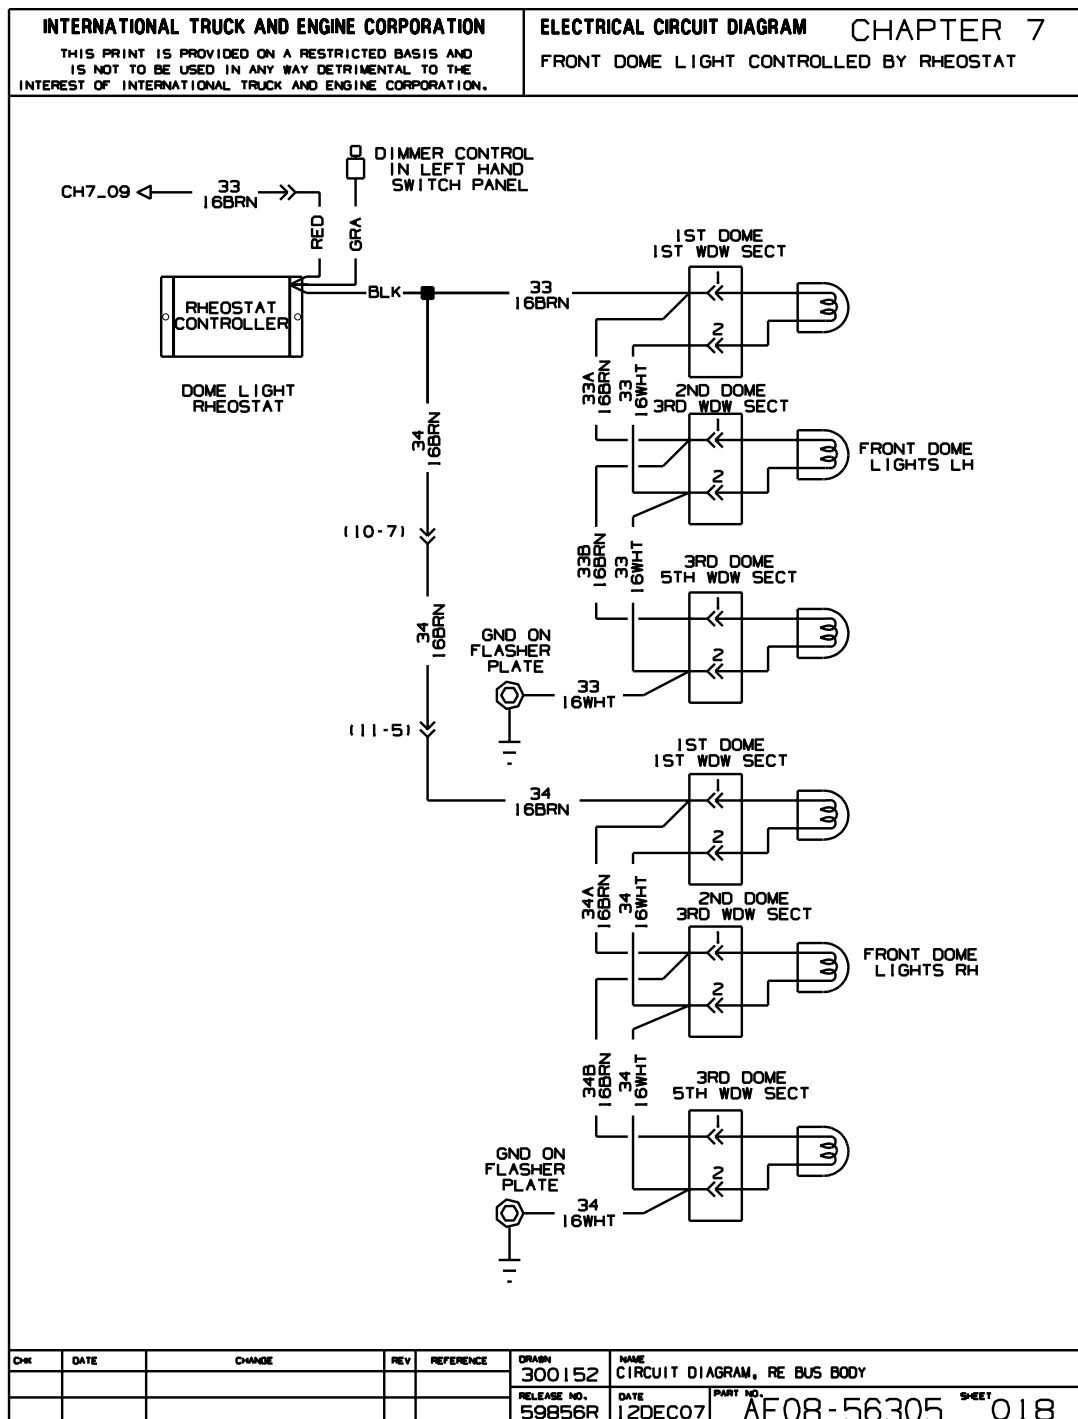 INTERNATIONAL TRUCK AND ENGINE CORPORATION
THIS PRINT IS PROVIDED ON A RESTRICTED BASIS AND
IS NOT TO BE USED IN ANY WAY DETRIMENTAL TO THE
INTEREST OF INTERNATIONAL TRUCK AND ENGINE CORPORATION.
ELECTRICAL CIRCUIT DIAGRAM CHAPTER 7
FRONT DOME LIGHT CONTROLLED BY RHEOSTAT
DIMMER CONTROL
IN LEFT HAND
SWITCH PANEL
CH7_09
33
16BRN
RED
GRA
BLK
RHEOSTAT
CONTROLLER
DOME LIGHT
RHEOSTAT
33
16BRN
1ST DOME
1ST WDW SECT
1
2
33A
16BRN
33
16WHT
2ND DOME
3RD WDW SECT
1
2
FRONT DOME
LIGHTS LH
34
16BRN
(10-7)
33B
16BRN
33
16WHT
3RD DOME
5TH WDW SECT
1
2
34
16BRN
GND ON
FLASHER
PLATE
33
16WHT
(11-5)
1ST DOME
1ST WDW SECT
1
2
34
16BRN
34A
16BRN
34
16WHT
2ND DOME
3RD WDW SECT
1
2
FRONT DOME
LIGHTS RH
34B
16BRN
34
16WHT
3RD DOME
5TH WDW SECT
1
2
GND ON
FLASHER
PLATE
34
16WHT
CHK DATE CHANGE REV REFERENCE
DRAWN
300152
NAME
CIRCUIT DIAGRAM, RE BUS BODY
RELEASE NO.
59856R
DATE
12DEC07
PART NO.
AE08-56305
SHEET
018